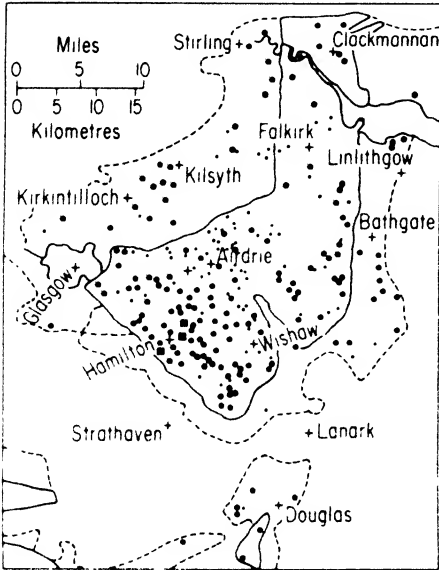 Miles
0 5 10
0 5 10 15
Kilometres
Stirling
Clackmannan
Falkirk
Linlithgow
Kilsyth
Kirkintilloch
Bathgate
Airdrie
Glasgow
Hamilton
Wishaw
Strathaven
Lanark
Douglas